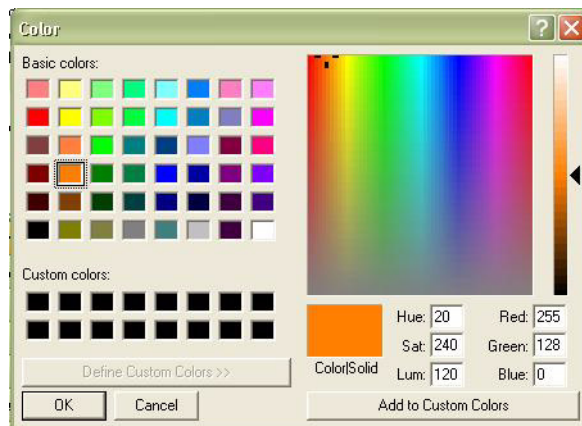 Color
Basic colors:
Custom colors:
Define Custom Colors >>
OK Cancel
Color|Solid
Hue: 20 Red: 255
Sat: 240 Green: 128
Lum: 120 Blue: 0
Add to Custom Colors